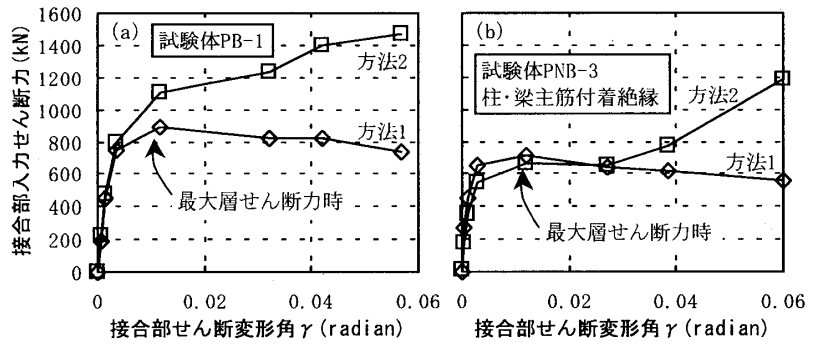 接合部入力せん断力(kN)
1600
1400
1200
1000
800
600
400
200
0
(a)
試験体PB-1
方法2
方法1
最大層せん断力時
0
0.02
0.04
0.06
接合部せん断変形角γ(radian)
(b)
試験体PNB-3
柱・梁主筋付着絶縁
方法2
方法1
最大層せん断力時
0
0.02
0.04
0.06
接合部せん断変形角γ(radian)